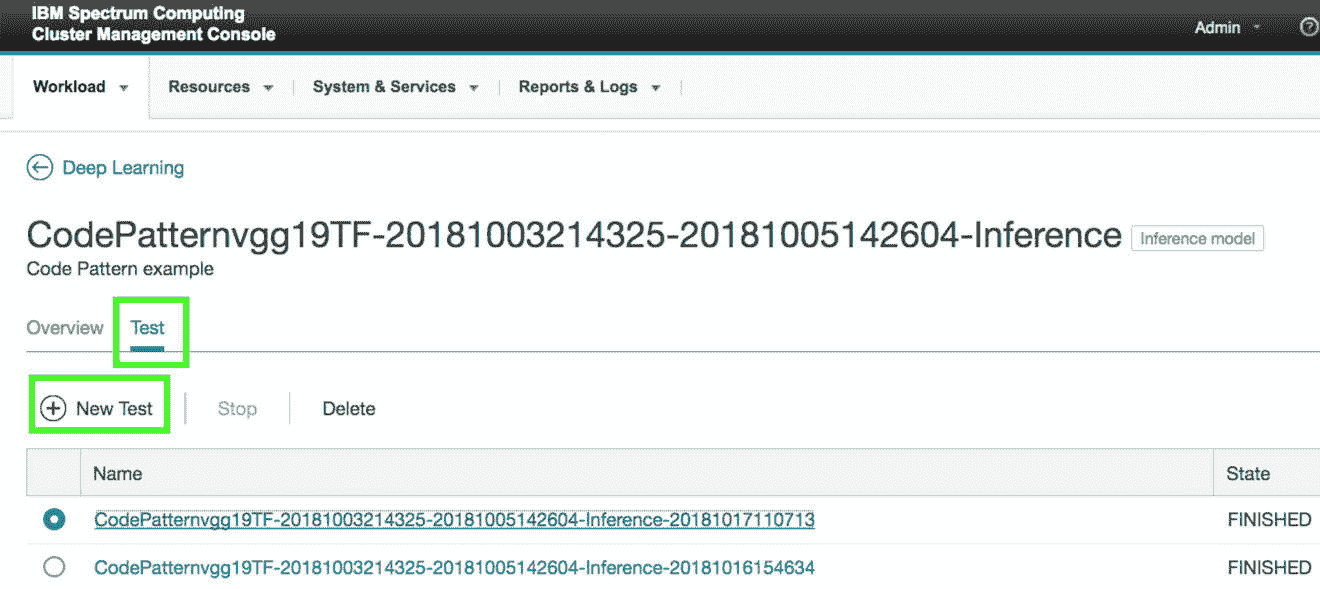 IBM Spectrum Computing
Cluster Management Console
Admin
?
Workload Resources System & Services Reports & Logs
Deep Learning
CodePatternvgg19TF-20181003214325-20181005142604-Inference Inference model
Code Pattern example
Overview Test
New Test Stop Delete
Name State
CodePatternvgg19TF-20181003214325-20181005142604-Inference-20181017110713 FINISHED
CodePatternvgg19TF-20181003214325-20181005142604-Inference-20181016154634 FINISHED